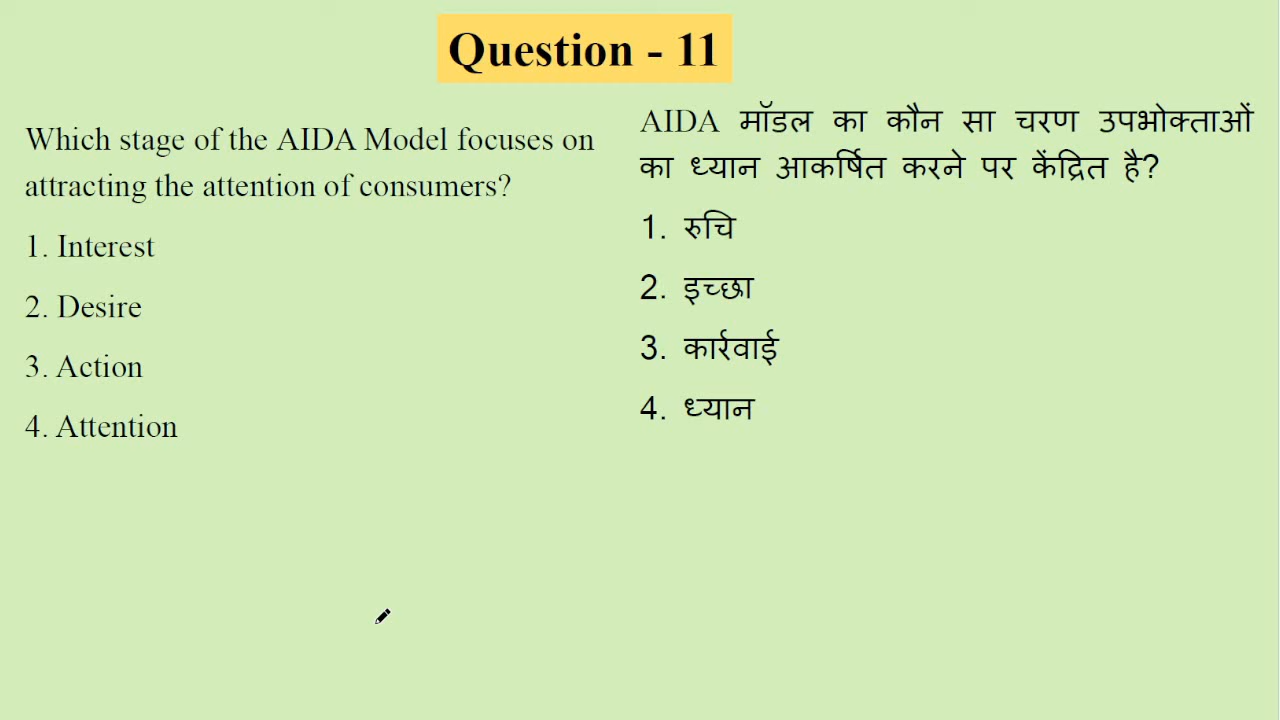 Question - 11
Which stage of the AIDA Model focuses on
attracting the attention of consumers?
1. Interest
2. Desire
3. Action
4. Attention
AIDA मॉडल का कौन सा चरण उपभोक्ताओं
का ध्यान आकर्षित करने पर केंद्रित है?
1. रुचि
2. इच्छा
3. कार्रवाई
4. ध्यान